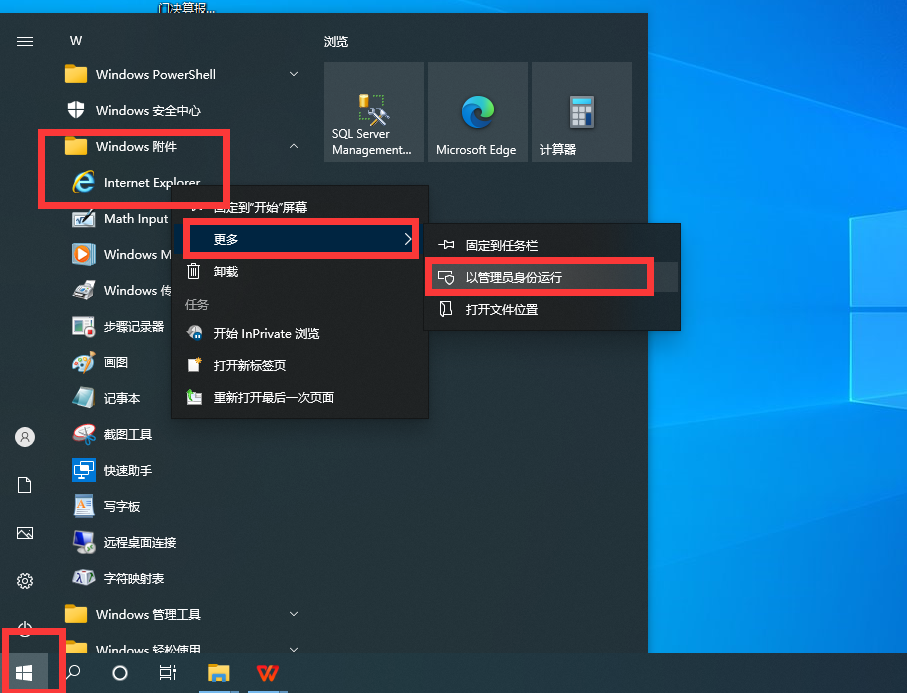 门决算报...
W
Windows PowerShell
Windows 安全中心
Windows 附件
Internet Explorer
Math Input
Windows M
Windows 传
步骤记录器
画图
记事本
截图工具
快速助手
写字板
远程桌面连接
字符映射表
Windows 管理工具
Windows 轻松使用
浏览
SQL Server
Management...
Microsoft Edge
计算器
固定到"开始"屏幕
更多
卸载
任务
开始 InPrivate 浏览
打开新标签页
重新打开最后一次页面
固定到任务栏
以管理员身份运行
打开文件位置